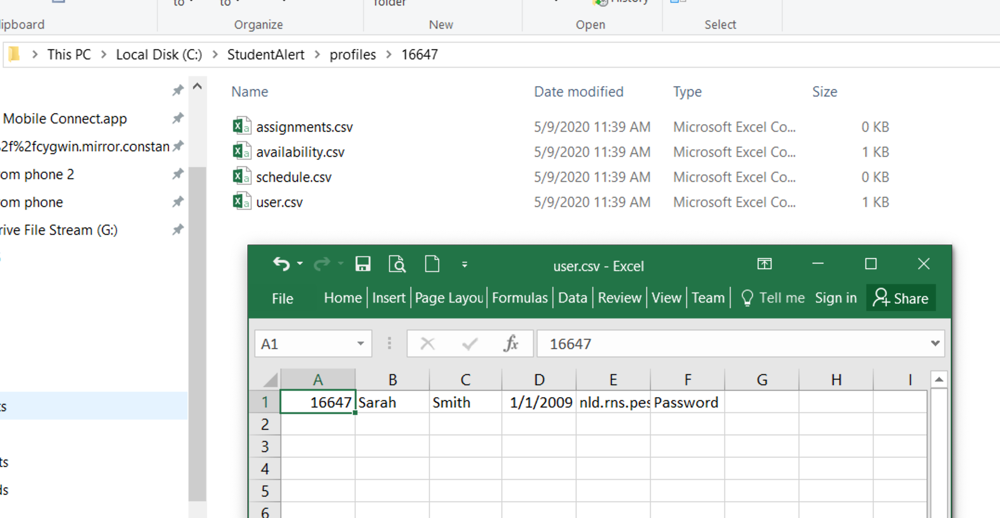 to to folder History
Organize New Open Select
This PC > Local Disk (C:) > StudentAlert > profiles > 16647
Name Date modified Type Size
Mobile Connect.app
assignments.csv 5/9/2020 11:39 AM Microsoft Excel Co... 0 KB
2f%2fcygwin.mirror.constan
availability.csv 5/9/2020 11:39 AM Microsoft Excel Co... 1 KB
om phone 2
schedule.csv 5/9/2020 11:39 AM Microsoft Excel Co... 0 KB
om phone
user.csv 5/9/2020 11:39 AM Microsoft Excel Co... 1 KB
rive File Stream (G:)
user.csv - Excel
File Home Insert Page Layou Formulas Data Review View Team Tell me Sign in Share
A1 fx 16647
A B C D E F G H I
1 16647 Sarah Smith 1/1/2009 nld.rns.pes Password
2
3
4
5
6